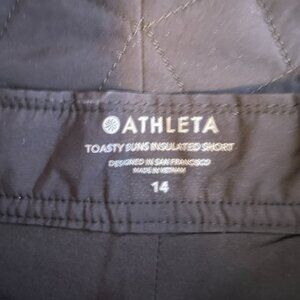 ATHLETA
TOASTY BUNS INSULATED SHORT
DESIGNED IN SAN FRANCISCO
MADE IN VIETNAM
14